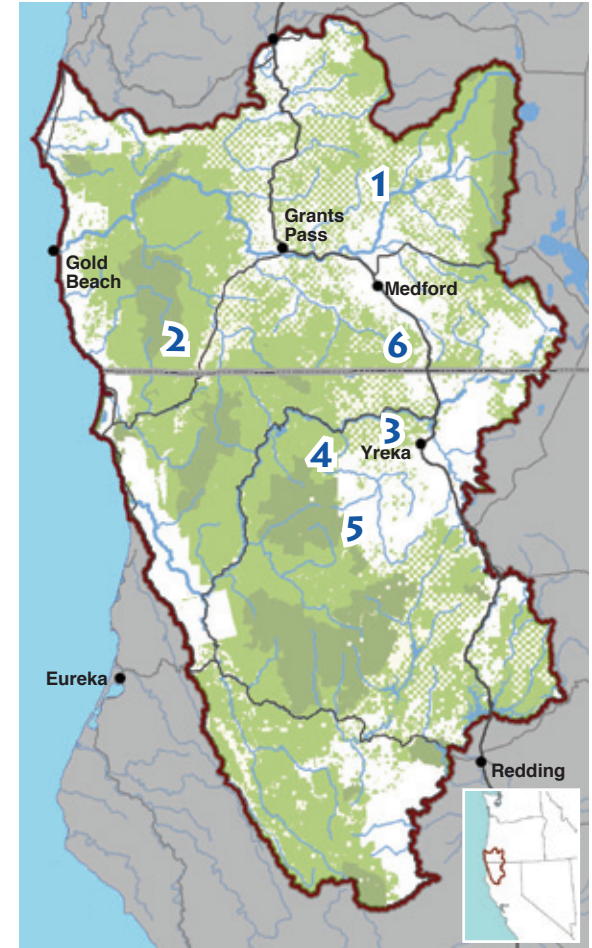 1
Grants
Pass
Gold
Beach
Medford
2
6
3
Yreka
4
5
Eureka
Redding